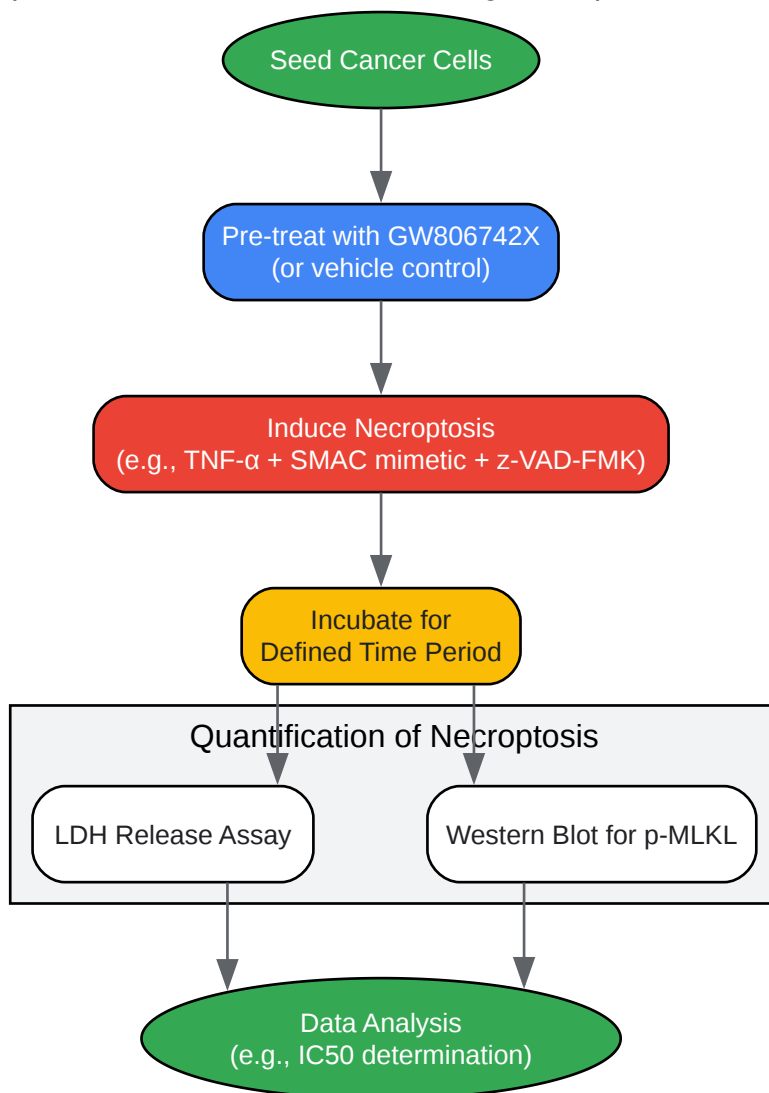 Seed Cancer Cells
Pre-treat with GW806742X
(or vehicle control)
Induce Necroptosis
(e.g., TNF-α + SMAC mimetic + z-VAD-FMK)
Incubate for
Defined Time Period
Quantification of Necroptosis
LDH Release Assay
Western Blot for p-MLKL
Data Analysis
(e.g., IC50 determination)